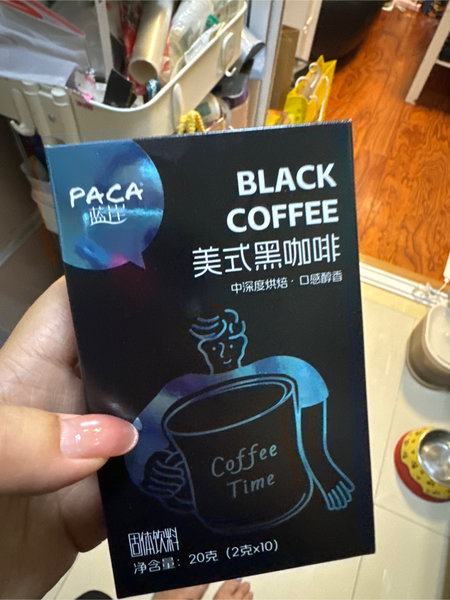 PACA
蓝岸
BLACK
COFFEE
美式黑咖啡
中深度烘焙·口感醇香
Coffee
Time
固体饮料
净含量：20克（2克x10）